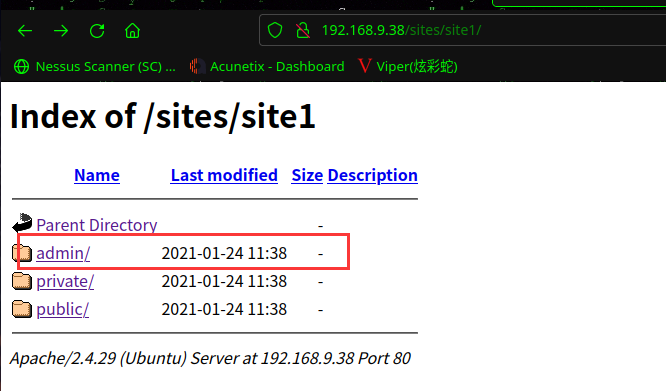 192.168.9.38/sites/site1/
Nessus Scanner (SC) ... Acunetix - Dashboard Viper(炫彩蛇)
Index of /sites/site1
Name Last modified Size Description
Parent Directory -
admin/ 2021-01-24 11:38 -
private/ 2021-01-24 11:38 -
public/ 2021-01-24 11:38 -
Apache/2.4.29 (Ubuntu) Server at 192.168.9.38 Port 80